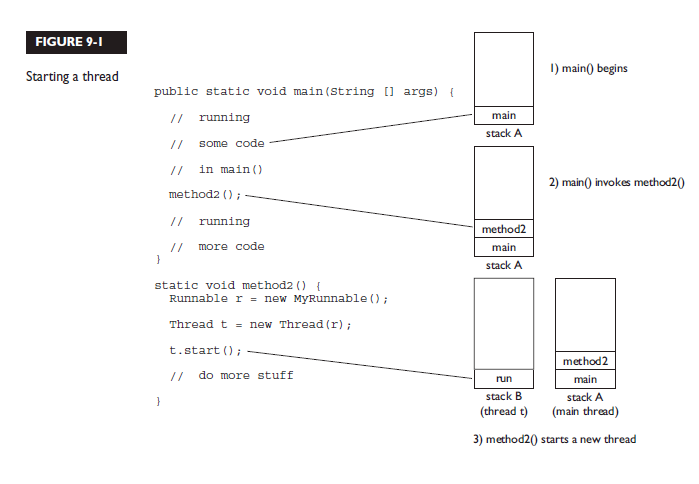 FIGURE 9-1
Starting a thread
public static void main(String [] args) {
// running
// some code
// in main()
method2();
// running
// more code
}
static void method2() {
Runnable r = new MyRunnable();
Thread t = new Thread(r);
t.start();
// do more stuff
}
1) main() begins
main
stack A
2) main() invokes method2()
method2
main
stack A
run
stack B
(thread t)
method2
main
stack A
(main thread)
3) method2() starts a new thread